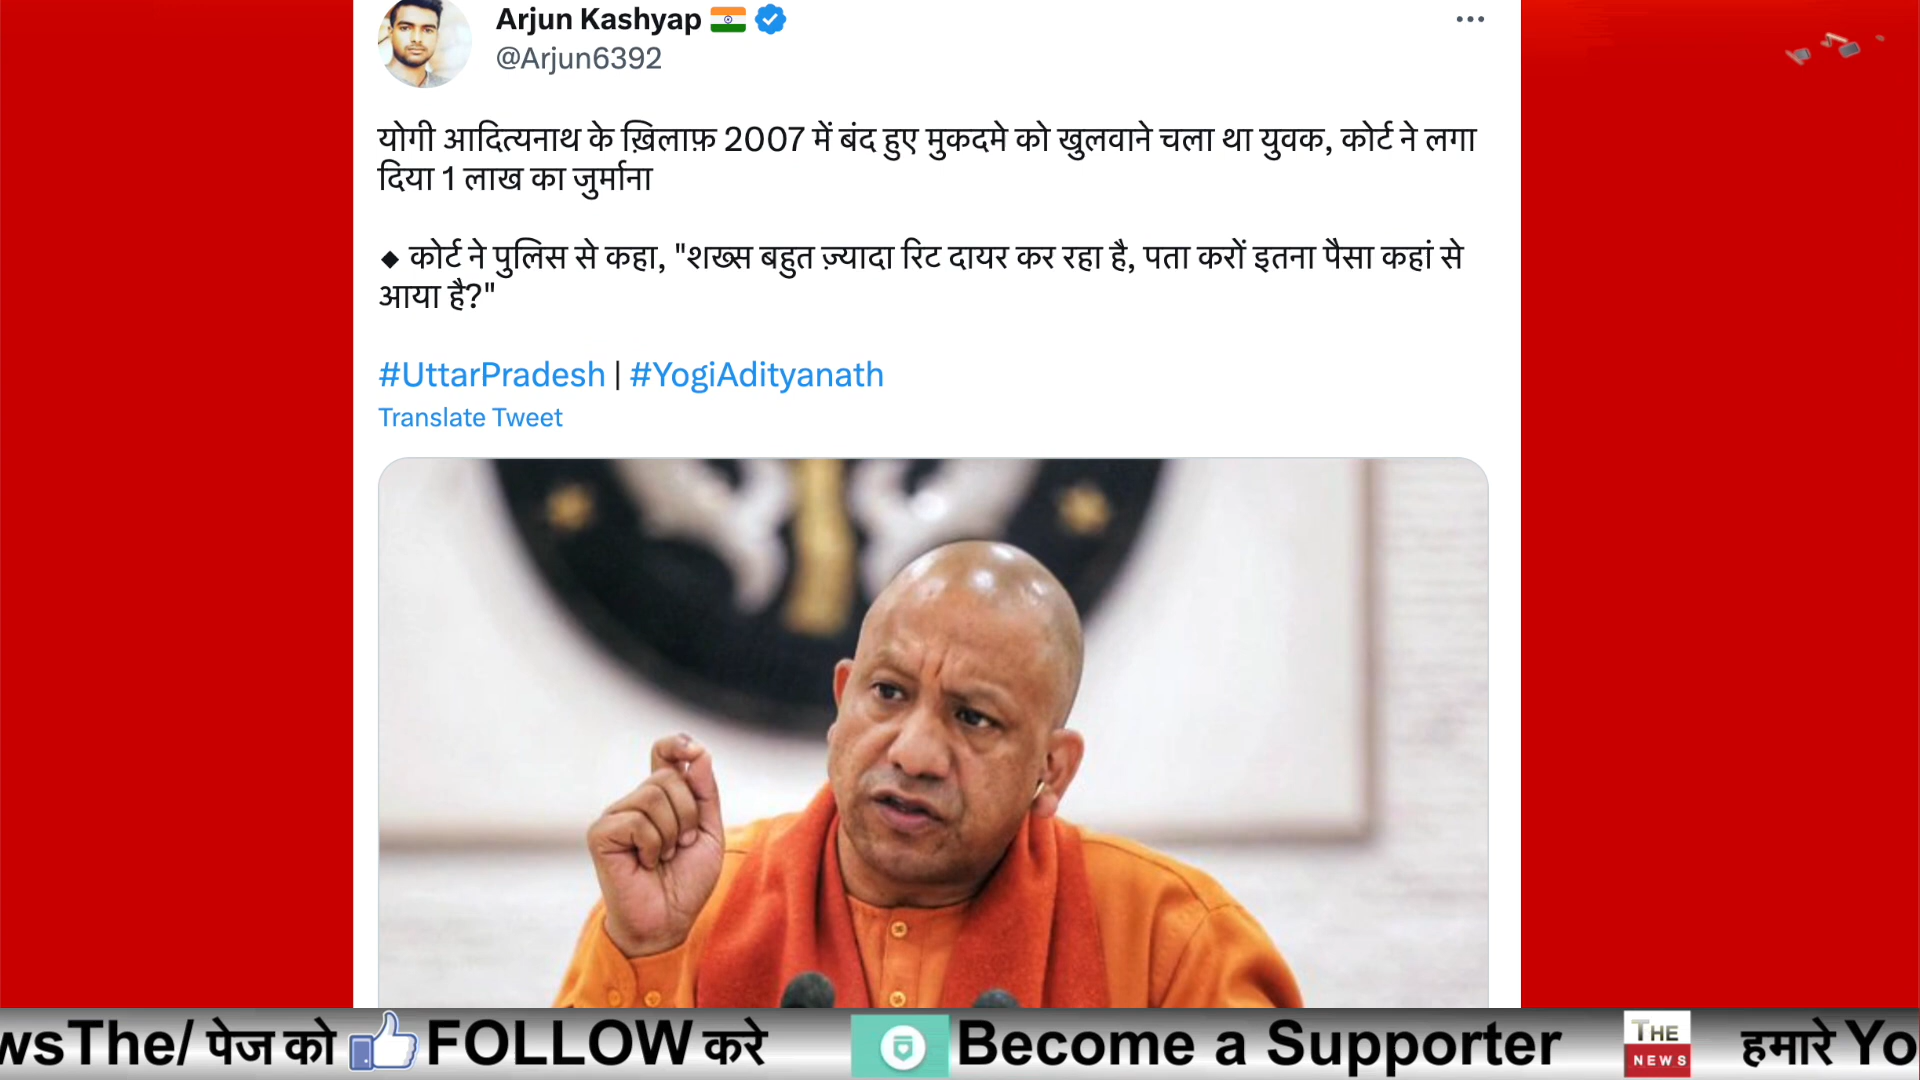 Arjun Kashyap
@Arjun6392
योगी आदित्यनाथ के ख़िलाफ़ 2007 में बंद हुए मुकदमे को खुलवाने चला था युवक, कोर्ट ने लगा
दिया 1 लाख का जुर्माना
◆ कोर्ट ने पुलिस से कहा, "शख्स बहुत ज़्यादा रिट दायर कर रहा है, पता करों इतना पैसा कहां से
आया है?"
#UttarPradesh | #YogiAdityanath
Translate Tweet
wsThe/ पेज को FOLLOW करे Become a Supporter THE NEWS हमारे Yo